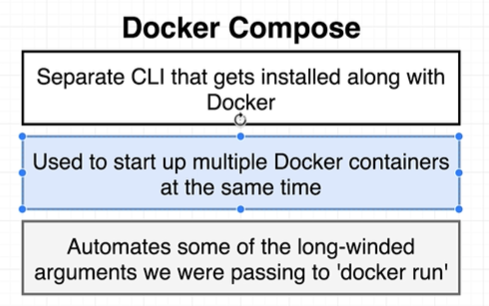 Docker Compose
Separate CLI that gets installed along with
Docker
Used to start up multiple Docker containers
at the same time
Automates some of the long-winded
arguments we were passing to 'docker run'